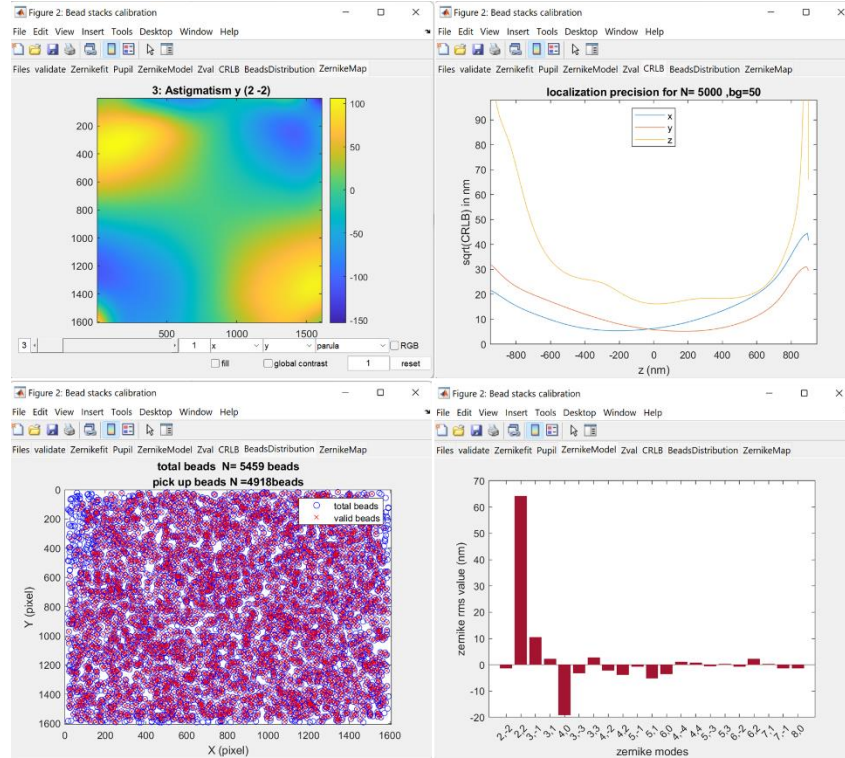 Figure 2: Bead stacks calibration
File Edit View Insert Tools Desktop Window Help
Files validate Zernikefit Pupil ZernikeModel Zval CRLB BeadsDistribution ZernikeMap
3: Astigmatism y (2 -2)
200
400
600
800
1000
1200
1400
1600
500
1000
1500
100
50
0
-50
-100
-150
3
1
x
y
parula
RGB
fill
global contrast
1
reset
Figure 2: Bead stacks calibration
File Edit View Insert Tools Desktop Window Help
Files validate Zernikefit Pupil ZernikeModel Zval CRLB BeadsDistribution ZernikeMap
localization precision for N= 5000 ,bg=50
x
y
z
sqrt(CRLB) in nm
90
80
70
60
50
40
30
20
10
0
-800
-600
-400
-200
0
200
400
600
800
z (nm)
Figure 2: Bead stacks calibration
File Edit View Insert Tools Desktop Window Help
Files validate Zernikefit Pupil ZernikeModel Zval CRLB BeadsDistribution ZernikeMap
total beads N= 5459 beads
pick up beads N =4918beads
total beads
valid beads
Y (pixel)
0
200
400
600
800
1000
1200
1400
1600
0
200
400
600
800
1000
1200
1400
1600
X (pixel)
Figure 2: Bead stacks calibration
File Edit View Insert Tools Desktop Window Help
Files validate Zernikefit Pupil ZernikeModel Zval CRLB BeadsDistribution ZernikeMap
zernike rms value (nm)
70
60
50
40
30
20
10
0
-10
-20
2,-2
2,2
3,-1
3,1
4,0
3,-3
3,3
4,-2
4,2
5,-1
5,1
6,0
4,-4
4,4
5,-3
5,3
6,-2
6,2
7,1
7,-1
8,0
zernike modes